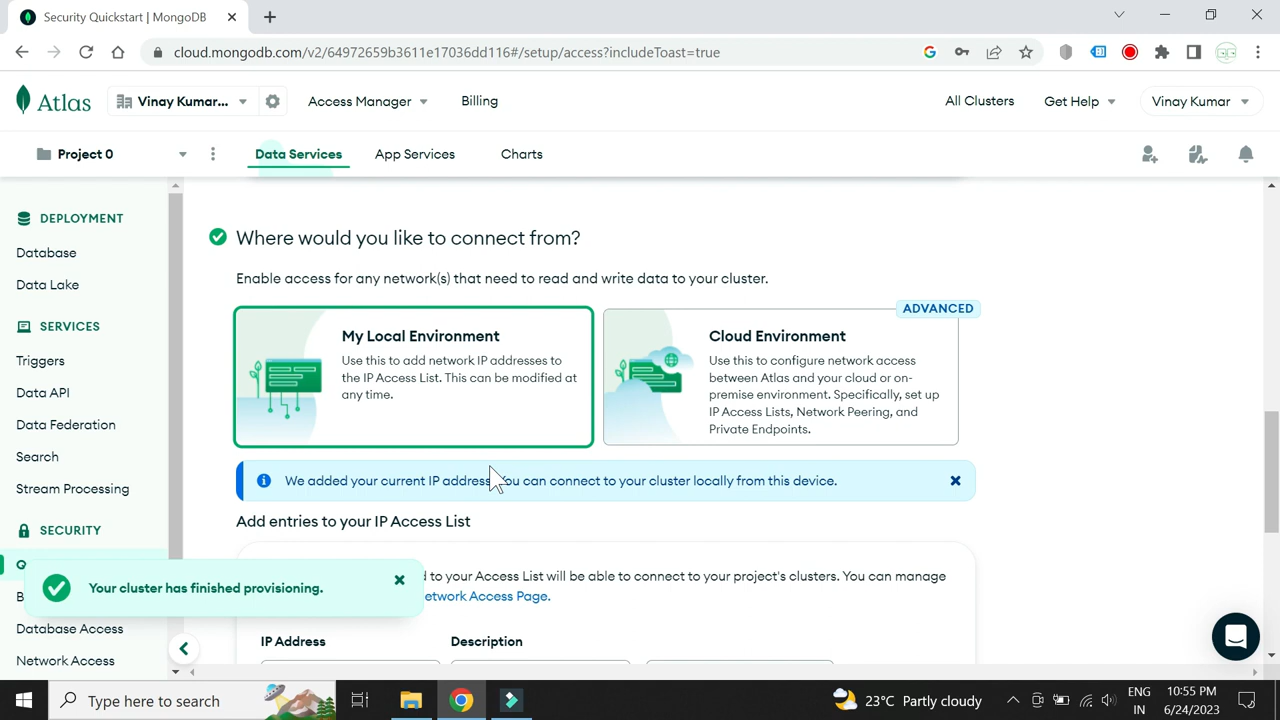 Security Quickstart | MongoDB
cloud.mongodb.com/v2/64972659b3611e17036dd116#/setup/access?includeToast=true
Atlas
Vinay Kumar...
Access Manager
Billing
All Clusters
Get Help
Vinay Kumar
Project 0
Data Services
App Services
Charts
DEPLOYMENT
Database
Data Lake
SERVICES
Triggers
Data API
Data Federation
Search
Stream Processing
SECURITY
Q
B
Database Access
Network Access
Where would you like to connect from?
Enable access for any network(s) that need to read and write data to your cluster.
My Local Environment
Use this to add network IP addresses to
the IP Access List. This can be modified at
any time.
ADVANCED
Cloud Environment
Use this to configure network access
between Atlas and your cloud or on-
premise environment. Specifically, set up
IP Access Lists, Network Peering, and
Private Endpoints.
We added your current IP address You can connect to your cluster locally from this device.
Add entries to your IP Access List
d to your Access List will be able to connect to your project's clusters. You can manage
etwork Access Page.
Your cluster has finished provisioning.
IP Address
Description
Type here to search
23°C Partly cloudy
ENG
IN
10:55 PM
6/24/2023